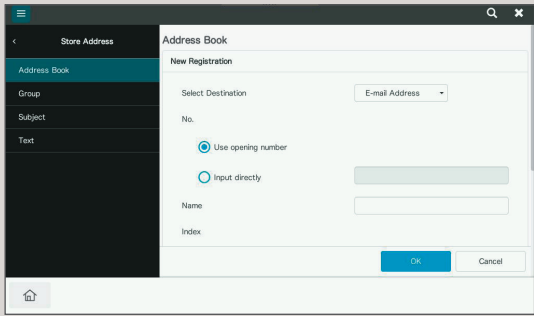 Store Address
Address Book
Group
Subject
Text
Address Book
New Registration
Select Destination
E-mail Address
No.
Use opening number
Input directly
Name
Index
OK
Cancel